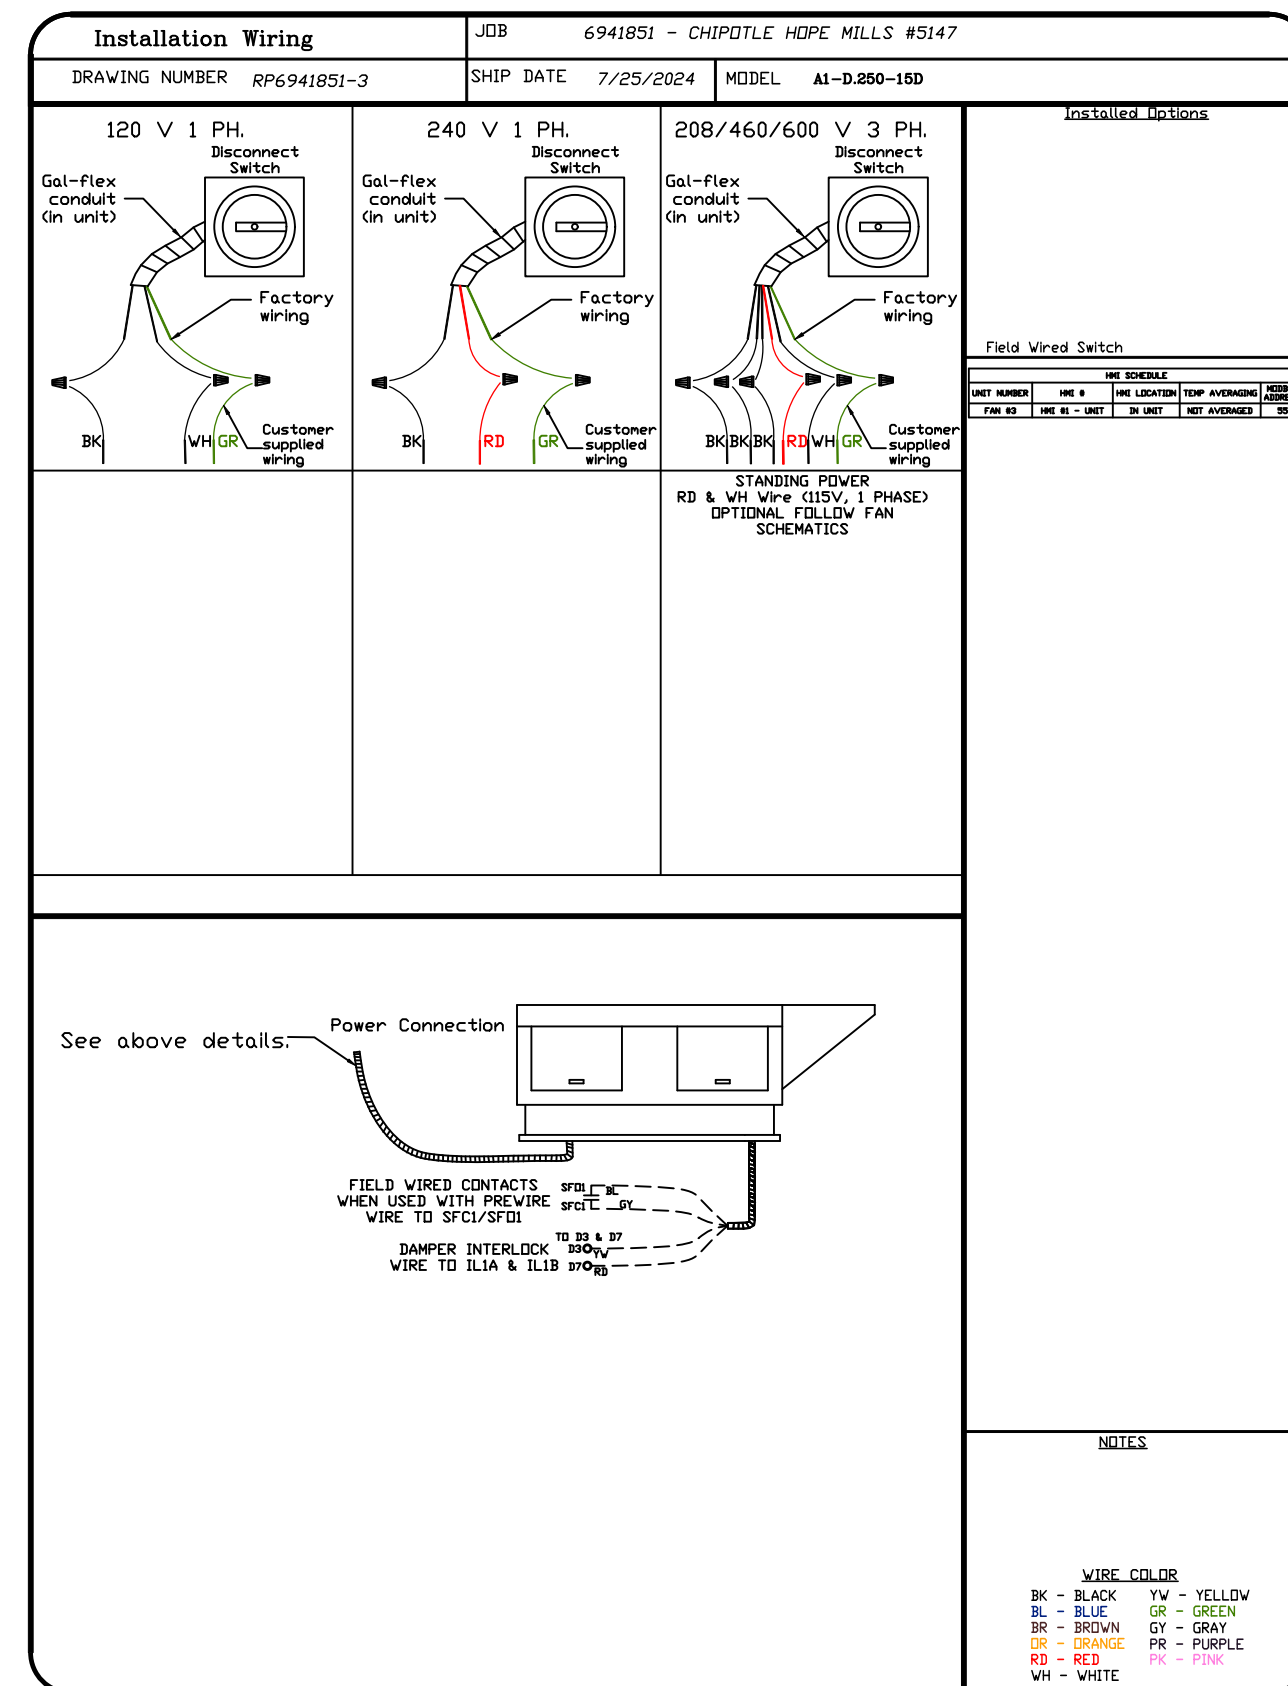 Installation Wiring
JOB 6941851 - CHIPOTLE HOPE MILLS #5147
DRAWING NUMBER RP6941851-3
SHIP DATE 7/25/2024
MODEL A1-D.250-15D
120 V 1 PH.
Disconnect
Switch
Gal-flex
conduit
(in unit)
Factory
wiring
BK
WH
GR
Customer
supplied
wiring
240 V 1 PH.
Disconnect
Switch
Gal-flex
conduit
(in unit)
Factory
wiring
BK
RD
GR
Customer
supplied
wiring
208/460/600 V 3 PH.
Disconnect
Switch
Gal-flex
conduit
(in unit)
Factory
wiring
BK BK BK RD WH GR
Customer
supplied
wiring
STANDING POWER
RD & WH Wire (115V, 1 PHASE)
OPTIONAL FOLLOW FAN
SCHEMATICS
Installed Options
Field Wired Switch
HMI SCHEDULE
UNIT NUMBER HMI # HMI LOCATION TEMP AVERAGING
FAN #3 HMI #1 - UNIT IN UNIT NOT AVERAGED 55
See above details.
Power Connection
FIELD WIRED CONTACTS
WHEN USED WITH PREWIRE
WIRE TO SFC1/SFO1
SFO1 BL
SFC1 GY
TO D3 & D7
DAMPER INTERLOCK
WIRE TO IL1A & IL1B
D3 YW
D7 RD
NOTES
WIRE COLOR
BK - BLACK YW - YELLOW
BL - BLUE GR - GREEN
BR - BROWN GY - GRAY
OR - ORANGE PR - PURPLE
RD - RED PK - PINK
WH - WHITE